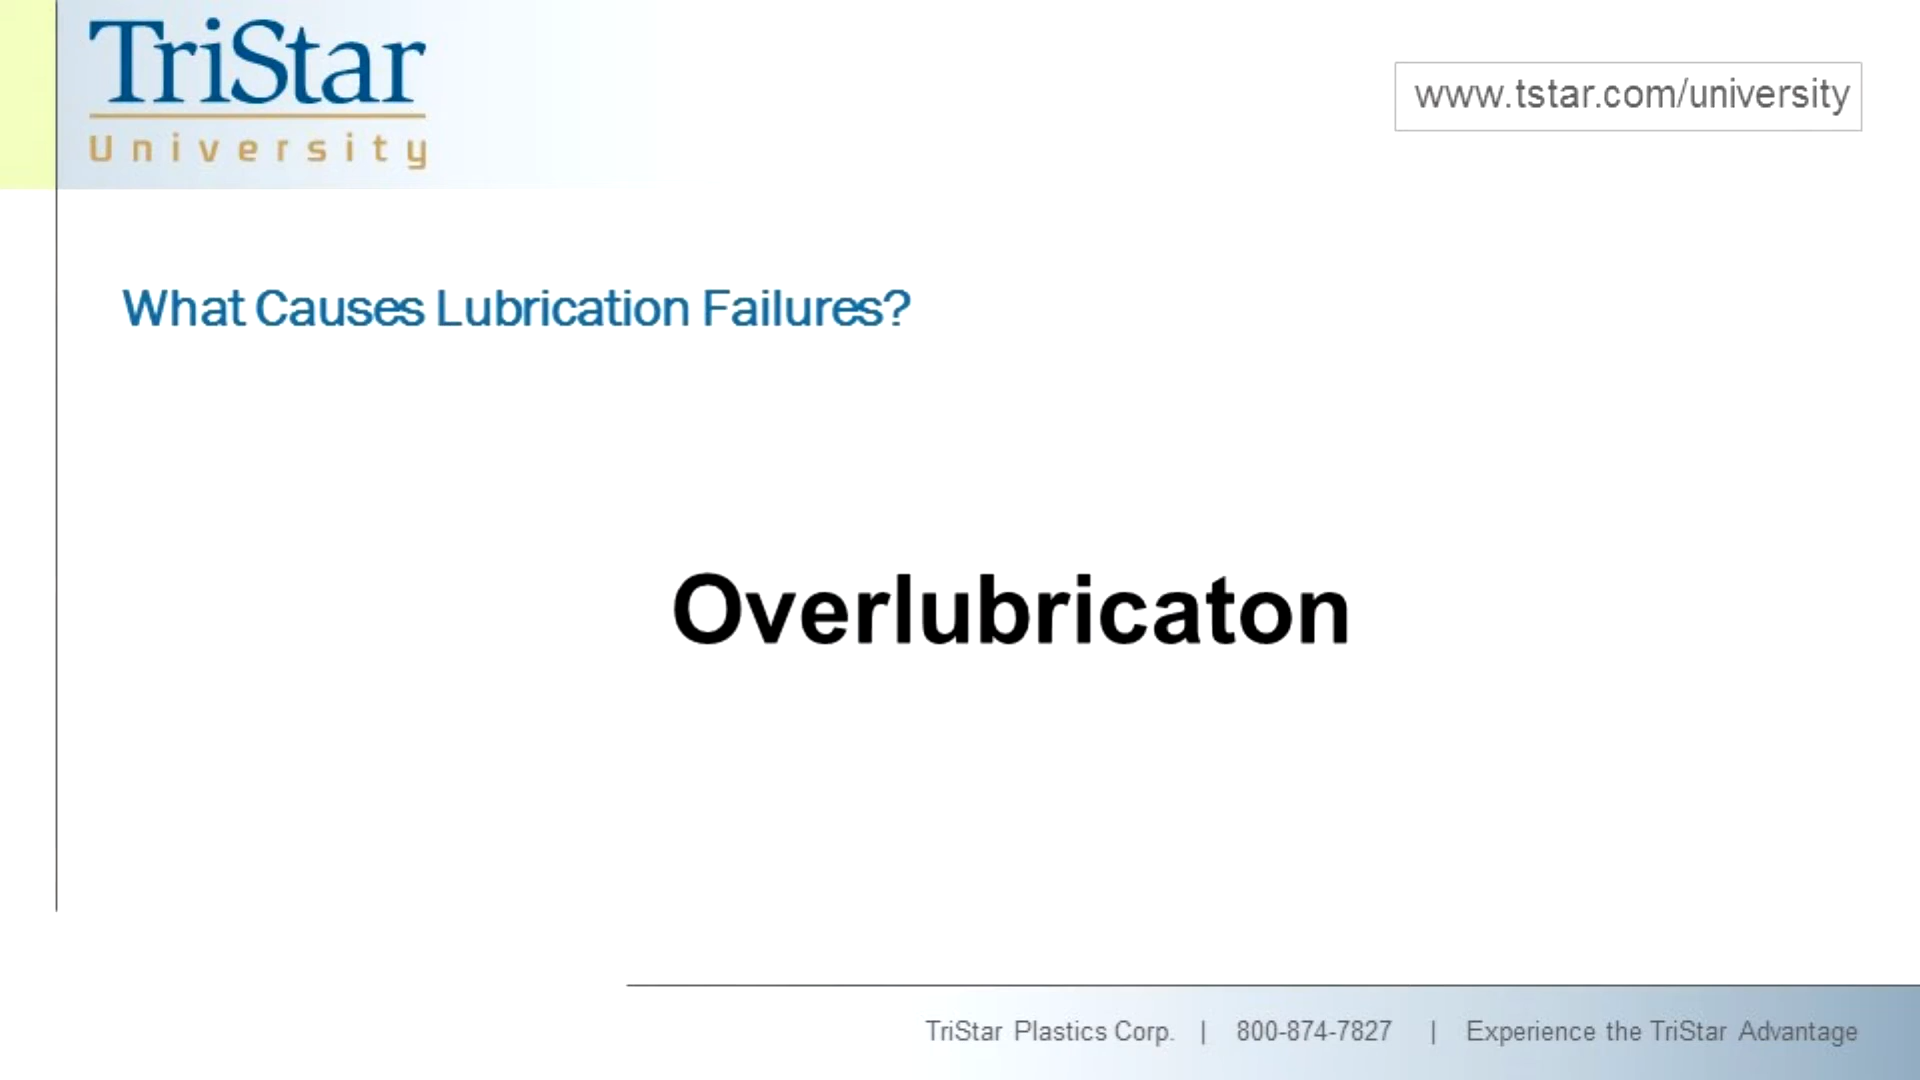 TriStar
University
www.tstar.com/university
What Causes Lubrication Failures?
Overlubricaton
TriStar Plastics Corp. | 800-874-7827 | Experience the TriStar Advantage